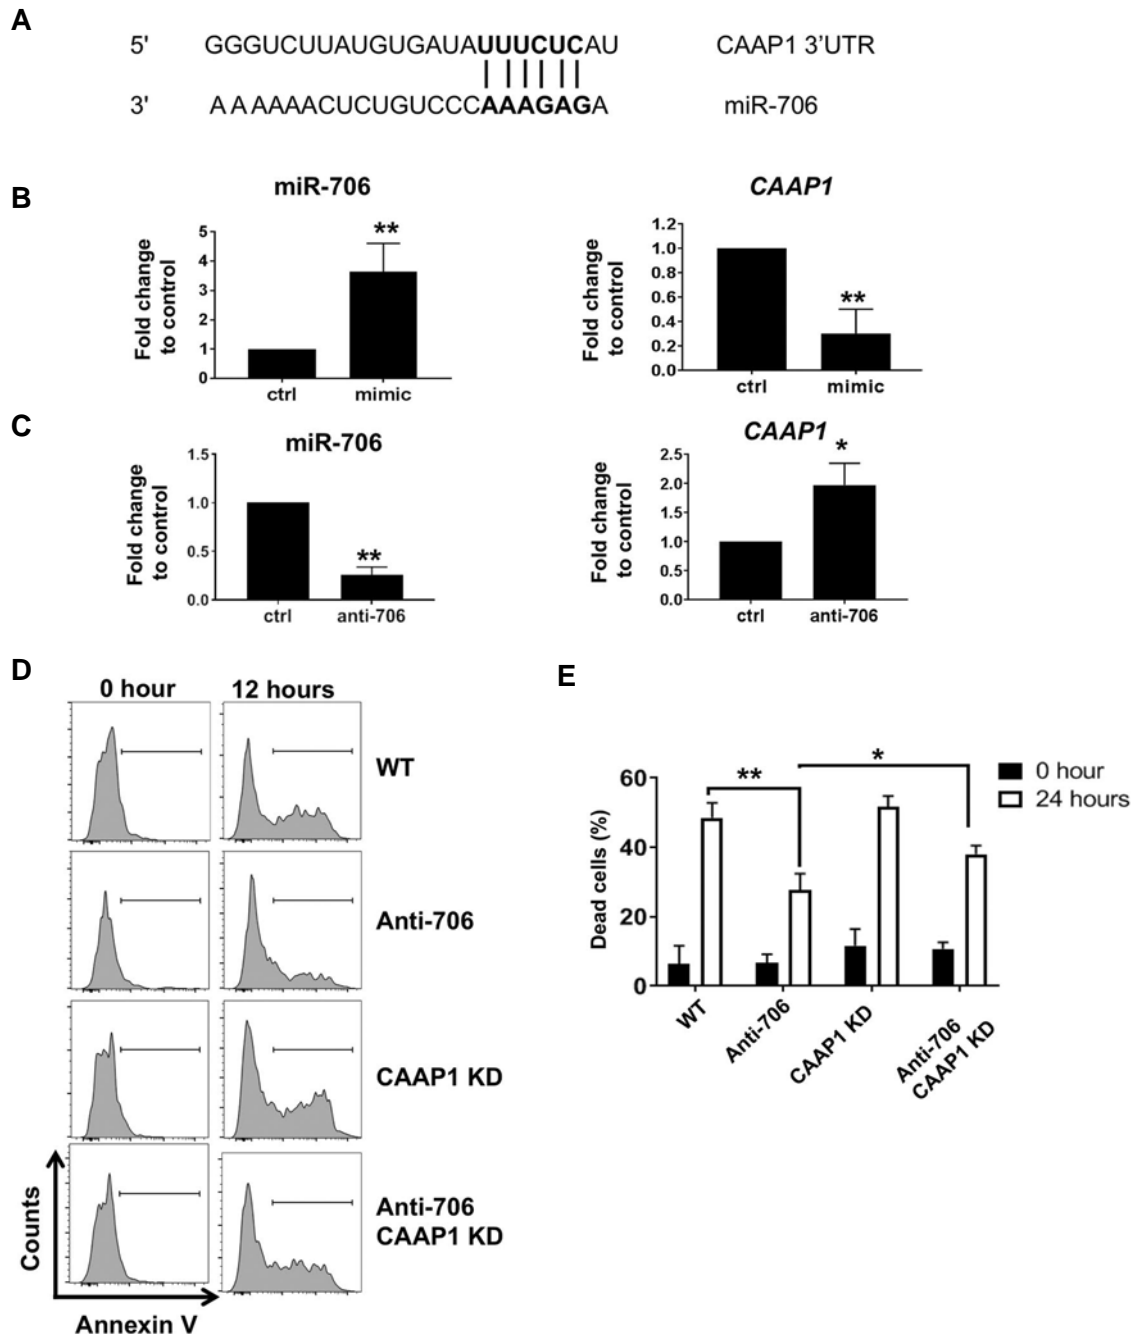 A
5' GGGUCUUAUGUGAUAUUUCUCAU CAAP1 3'UTR
3' AAAAAACUCUGUCCCAAAGAGA miR-706
B
miR-706
Fold change
to control
5
4
3
2
1
0
**
ctrl mimic
CAAP1
Fold change
to control
1.2
1.0
0.8
0.6
0.4
0.2
0.0
**
ctrl mimic
C
miR-706
Fold change
to control
1.5
1.0
0.5
0.0
**
ctrl anti-706
CAAP1
Fold change
to control
2.5
2.0
1.5
1.0
0.5
0.0
*
ctrl anti-706
D
0 hour 12 hours
WT
Anti-706
CAAP1 KD
Anti-706
CAAP1 KD
Counts
Annexin V
E
Dead cells (%)
60
40
20
0
**
*
0 hour
24 hours
WT
Anti-706
CAAP1 KD
Anti-706
CAAP1 KD